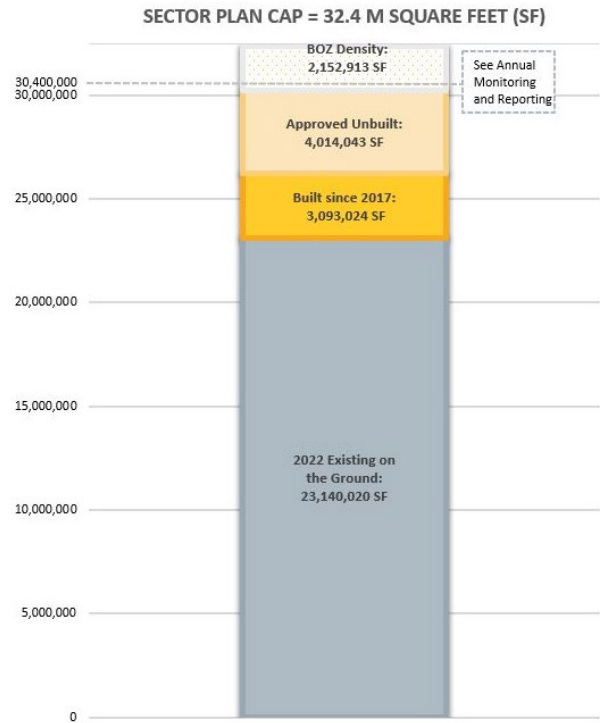 SECTOR PLAN CAP = 32.4 M SQUARE FEET (SF)
BOZ Density:
2,152,913 SF
See Annual
Monitoring
and Reporting
30,400,000
30,000,000
Approved Unbuilt:
4,014,043 SF
25,000,000
Built since 2017:
3,093,024 SF
20,000,000
15,000,000
2022 Existing on
the Ground:
23,140,020 SF
10,000,000
5,000,000
0